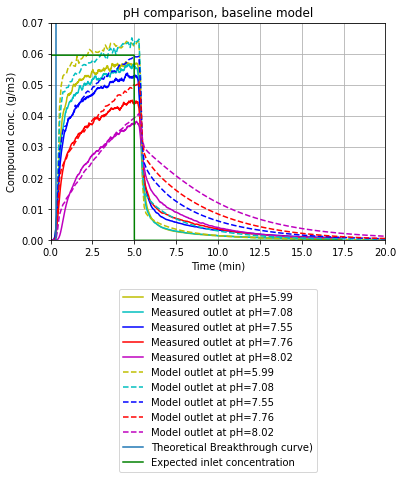 pH comparison, baseline model
Compound conc. (g/m3)
0.07
0.06
0.05
0.04
0.03
0.02
0.01
0.00
0.0 2.5 5.0 7.5 10.0 12.5 15.0 17.5 20.0
Time (min)
Measured outlet at pH=5.99
Measured outlet at pH=7.08
Measured outlet at pH=7.55
Measured outlet at pH=7.76
Measured outlet at pH=8.02
Model outlet at pH=5.99
Model outlet at pH=7.08
Model outlet at pH=7.55
Model outlet at pH=7.76
Model outlet at pH=8.02
Theoretical Breakthrough curve)
Expected inlet concentration